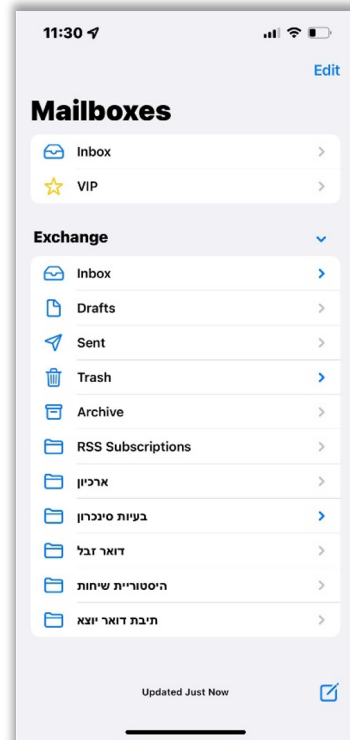 11:30
Edit
Mailboxes
Inbox
VIP
Exchange
Inbox
Drafts
Sent
Trash
Archive
RSS Subscriptions
ארכיון
בעיות סינכרון
דואר זבל
היסטוריית שיחות
תיבת דואר יוצא
Updated Just Now